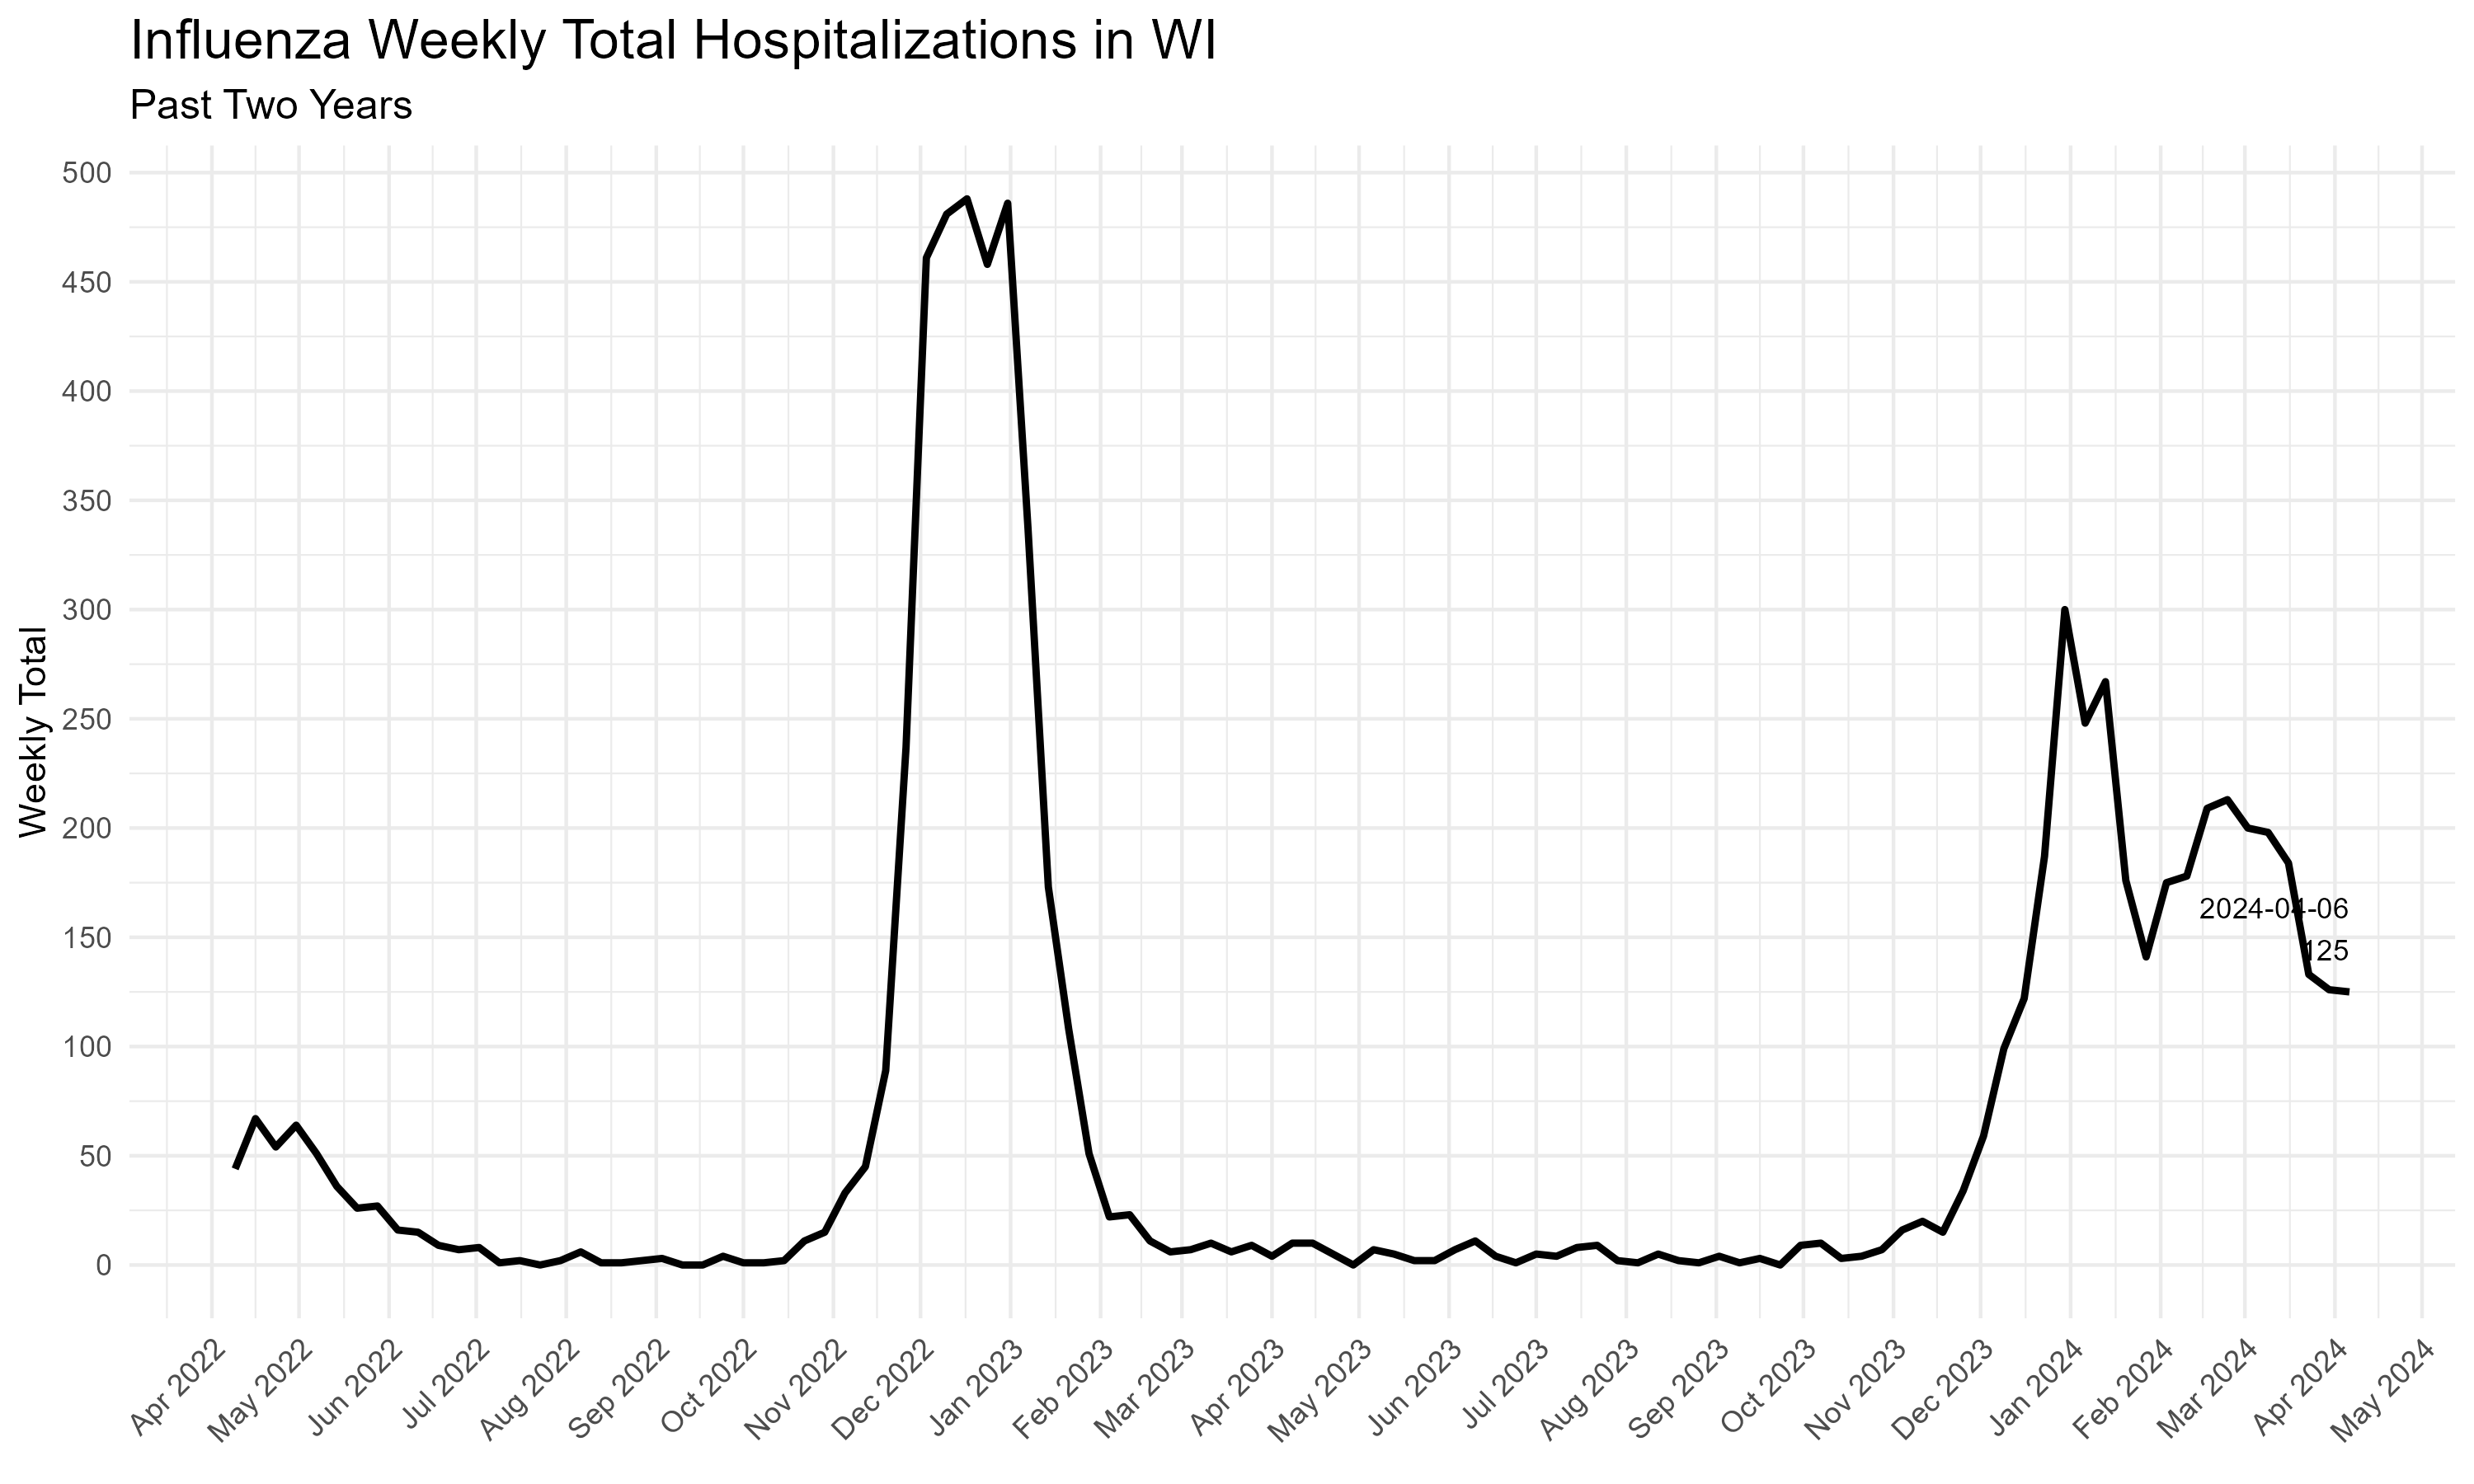 Influenza Weekly Total Hospitalizations in WI
Past Two Years
Weekly Total
500
450
400
350
300
250
200
150
100
50
0
2024-04-06
125
Apr 2022
May 2022
Jun 2022
Jul 2022
Aug 2022
Sep 2022
Oct 2022
Nov 2022
Dec 2022
Jan 2023
Feb 2023
Mar 2023
Apr 2023
May 2023
Jun 2023
Jul 2023
Aug 2023
Sep 2023
Oct 2023
Nov 2023
Dec 2023
Jan 2024
Feb 2024
Mar 2024
Apr 2024
May 2024